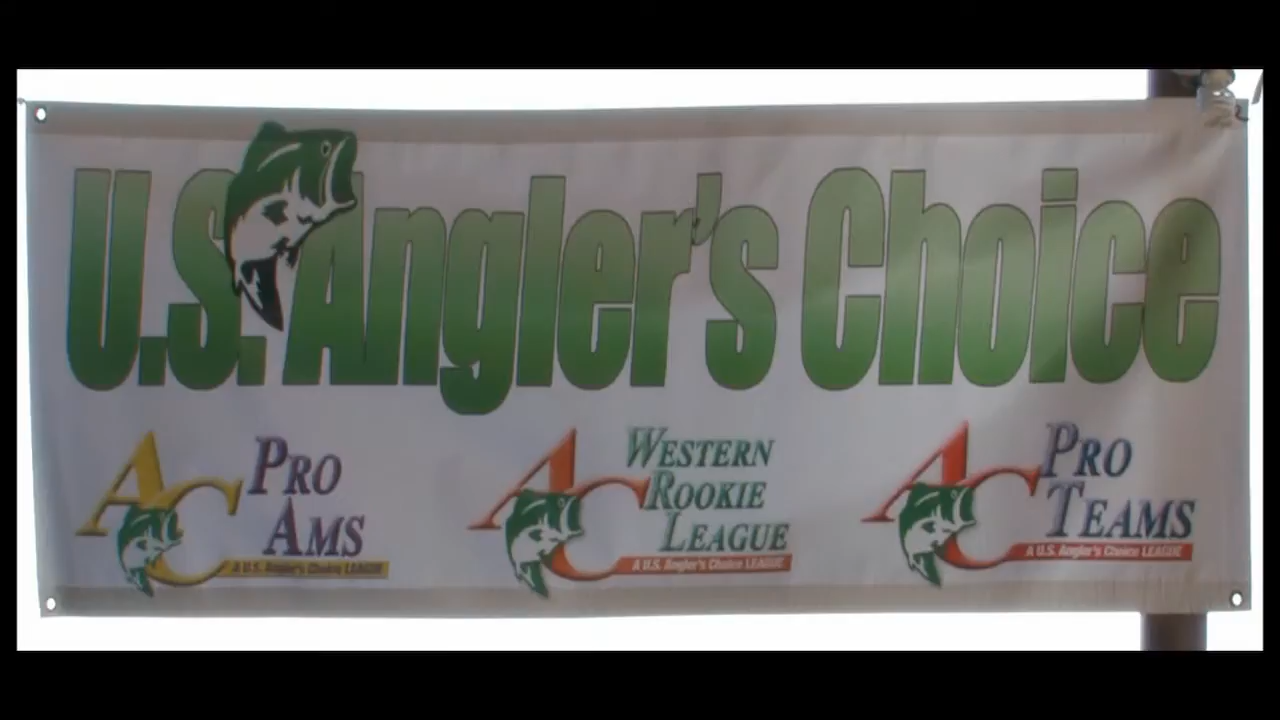 U.S. Angler's Choice
AC PRO AMS
A U.S. Angler's Choice LEAGUE
AC WESTERN ROOKIE LEAGUE
A U.S. Angler's Choice LEAGUE
AC PRO TEAMS
A U.S. Angler's Choice LEAGUE